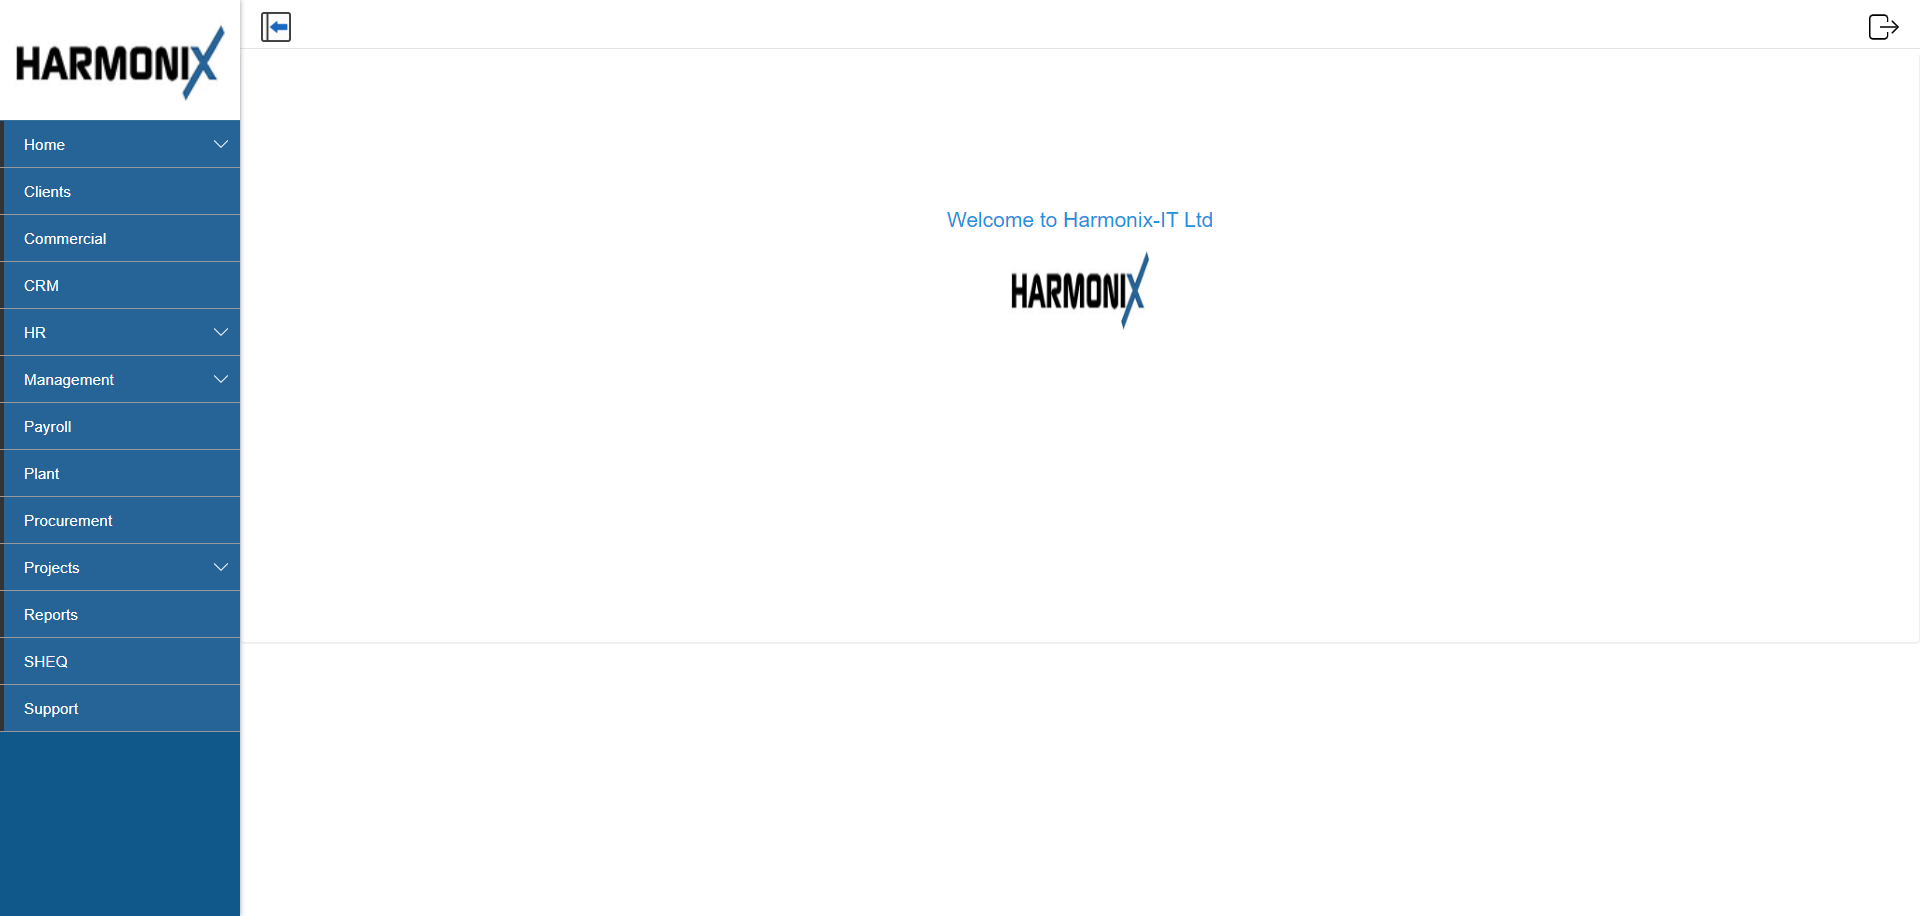 HARMONIX
Home
Clients
Commercial
CRM
HR
Management
Payroll
Plant
Procurement
Projects
Reports
SHEQ
Support
Welcome to Harmonix-IT Ltd
HARMONIX